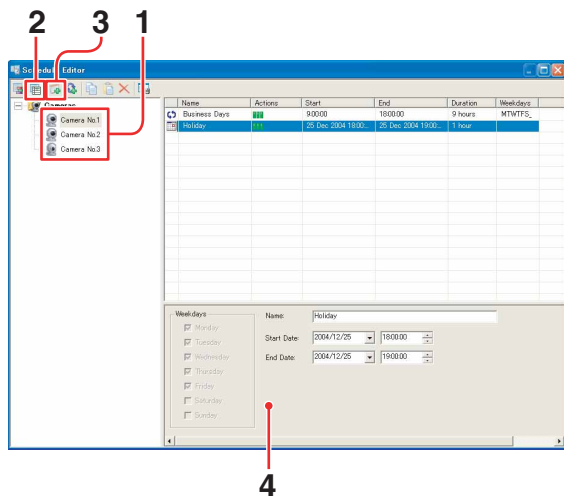 2 3 1
Schedule Editor
Cameras
Camera No.1
Camera No.2
Camera No.3
Name Actions Start End Duration Weekdays
Business Days 9:00:00 18:00:00 9 hours MTWTFS_
Holiday 25 Dec 2004 18:00:.. 25 Dec 2004 19:00:.. 1 hour
Weekdays
Monday
Tuesday
Wednesday
Thursday
Friday
Saturday
Sunday
Name: Holiday
Start Date: 2004/12/25 18:00:00
End Date: 2004/12/25 19:00:00
4